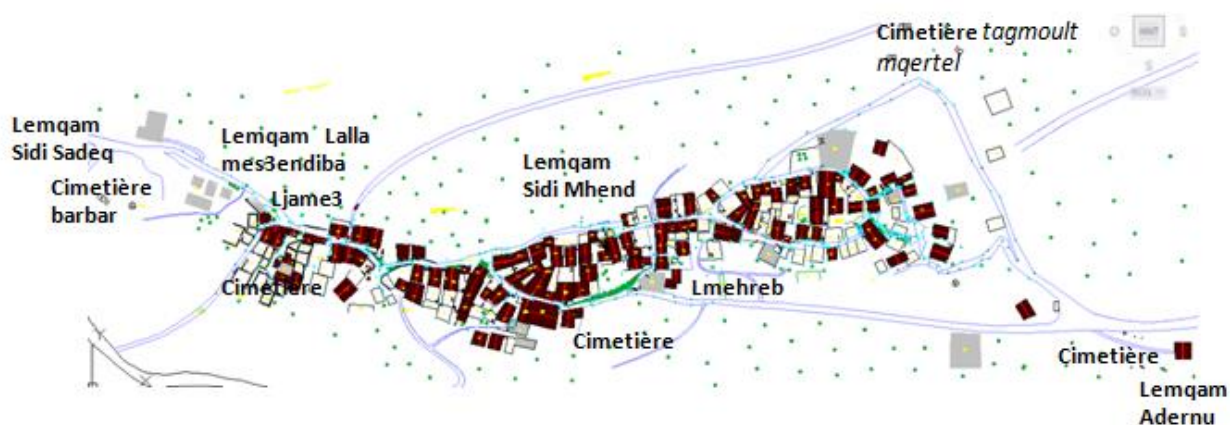 Cimetière tagmoult
mqertel
O
S
S
Lemqam
Sidi Sadeq
Lemqam Lalla
mes3endiba
Lemqam
Sidi Mhend
Cimetière
barbar
Ljame3
Cimetière
Lmehreb
Cimetière
Cimetière
Lemqam
Adernu